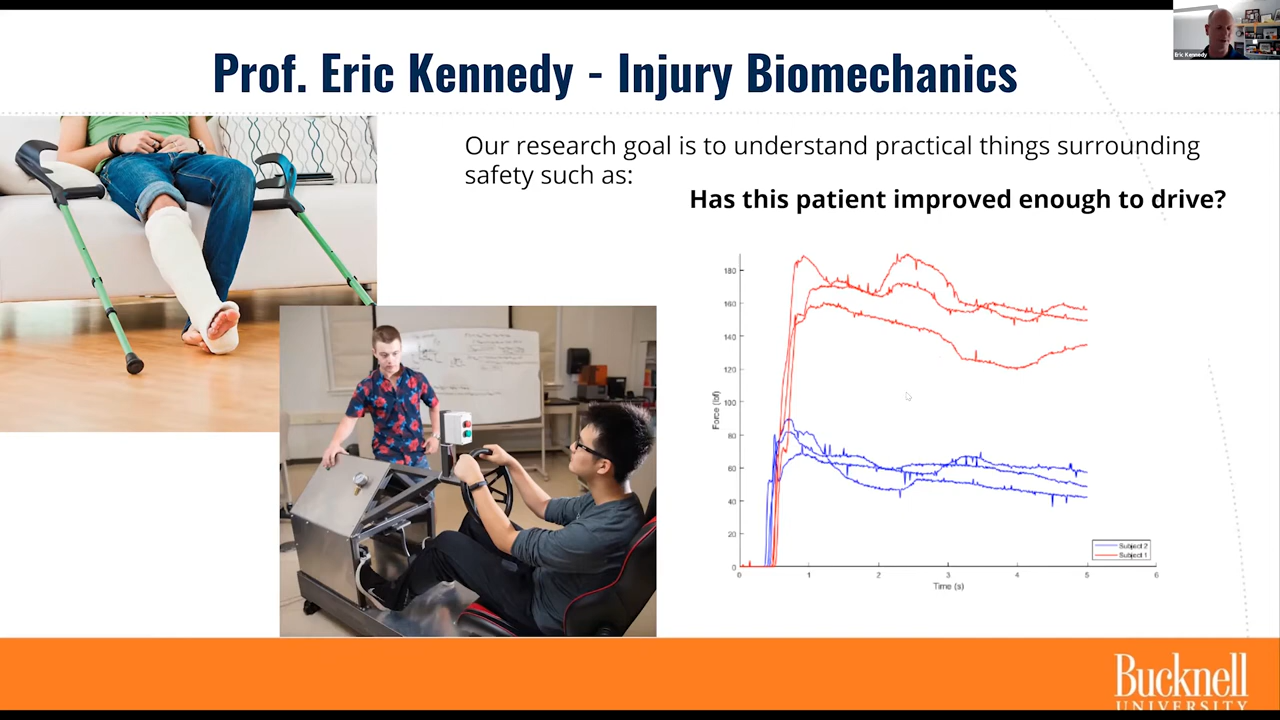 Eric Kennedy
Prof. Eric Kennedy - Injury Biomechanics
Our research goal is to understand practical things surrounding
safety such as:
Has this patient improved enough to drive?
Force (lbf)
180
160
140
120
100
80
60
40
20
0
0 1 2 3 4 5 6
Time (s)
Subject 2
Subject 1
Bucknell
UNIVERSITY